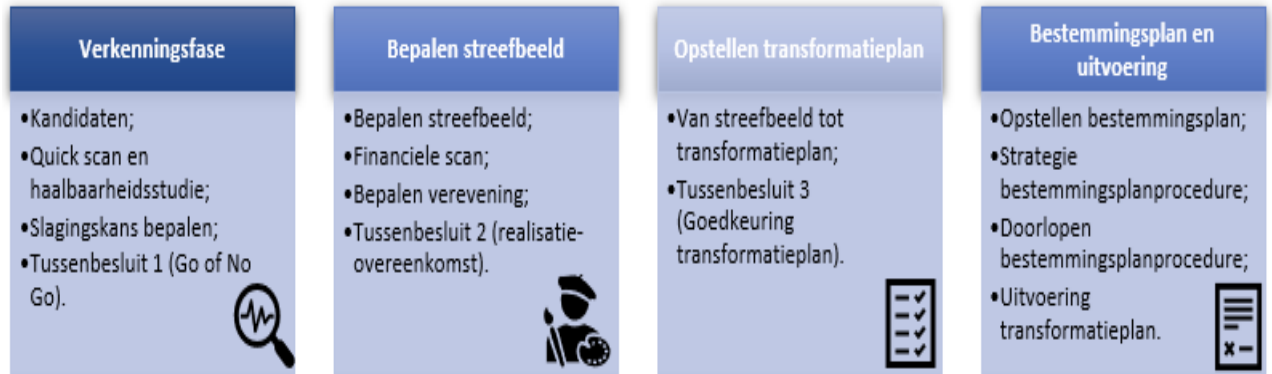 Verkenningsfase
•Kandidaten;
•Quick scan en
haalbaarheidsstudie;
•Slagingskans bepalen;
•Tussenbesluit 1 (Go of No
Go).
Bepalen streefbeeld
•Bepalen streefbeeld;
•Financiele scan;
•Bepalen verevening;
•Tussenbesluit 2 (realisatie-
overeenkomst).
Opstellen transformatieplan
•Van streefbeeld tot
transformatieplan;
•Tussenbesluit 3
(Goedkeuring
transformatieplan).
Bestemmingsplan en
uitvoering
•Opstellen bestemmingsplan;
•Strategie
bestemmingsplanprocedure;
•Doorlopen
bestemmingsplanprocedure;
•Uitvoering
transformatieplan.